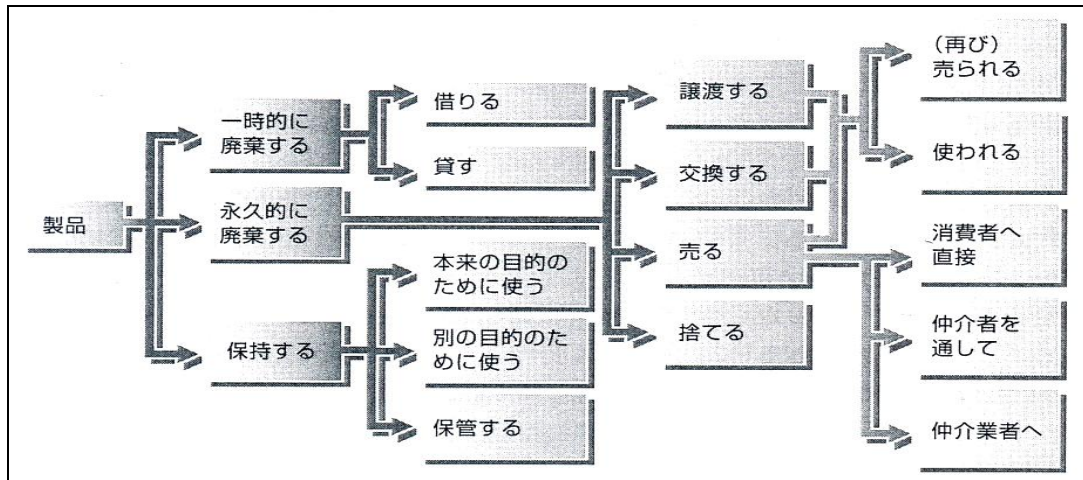 製品
一時的に
廃棄する
永久的に
廃棄する
保持する
借りる
貸す
本来の目的の
ために使う
別の目的のた
めに使う
保管する
譲渡する
交換する
売る
捨てる
(再び)
売られる
使われる
消費者へ
直接
仲介者を
通して
仲介業者へ